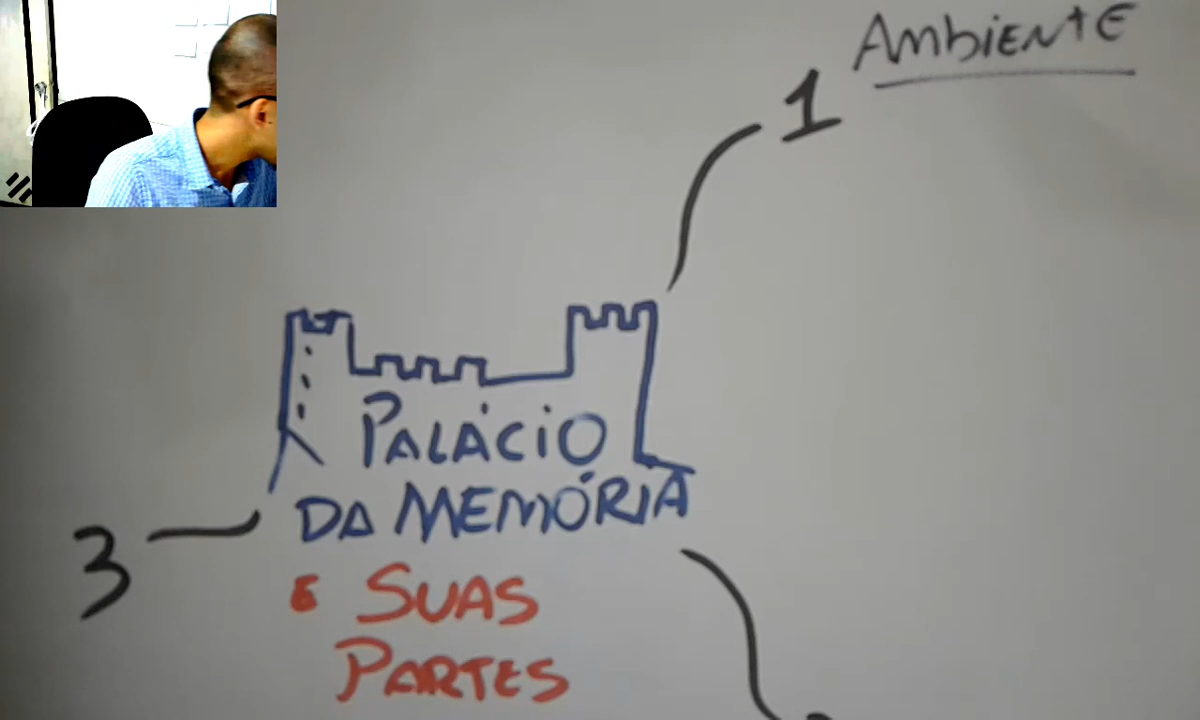 Ambiente
1
PALÁCIO
DA MEMÓRIA
3
E SUAS
PARTES